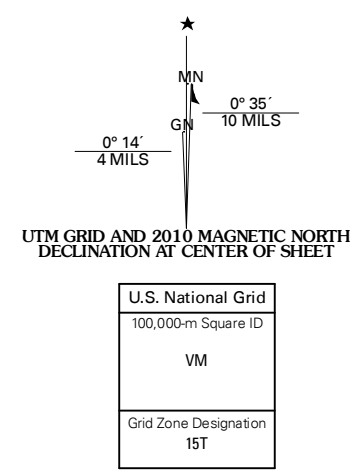 MN
0° 35´
10 MILS
GN
0° 14´
4 MILS
UTM GRID AND 2010 MAGNETIC NORTH
DECLINATION AT CENTER OF SHEET
U.S. National Grid
100,000-m Square ID
VM
Grid Zone Designation
15T